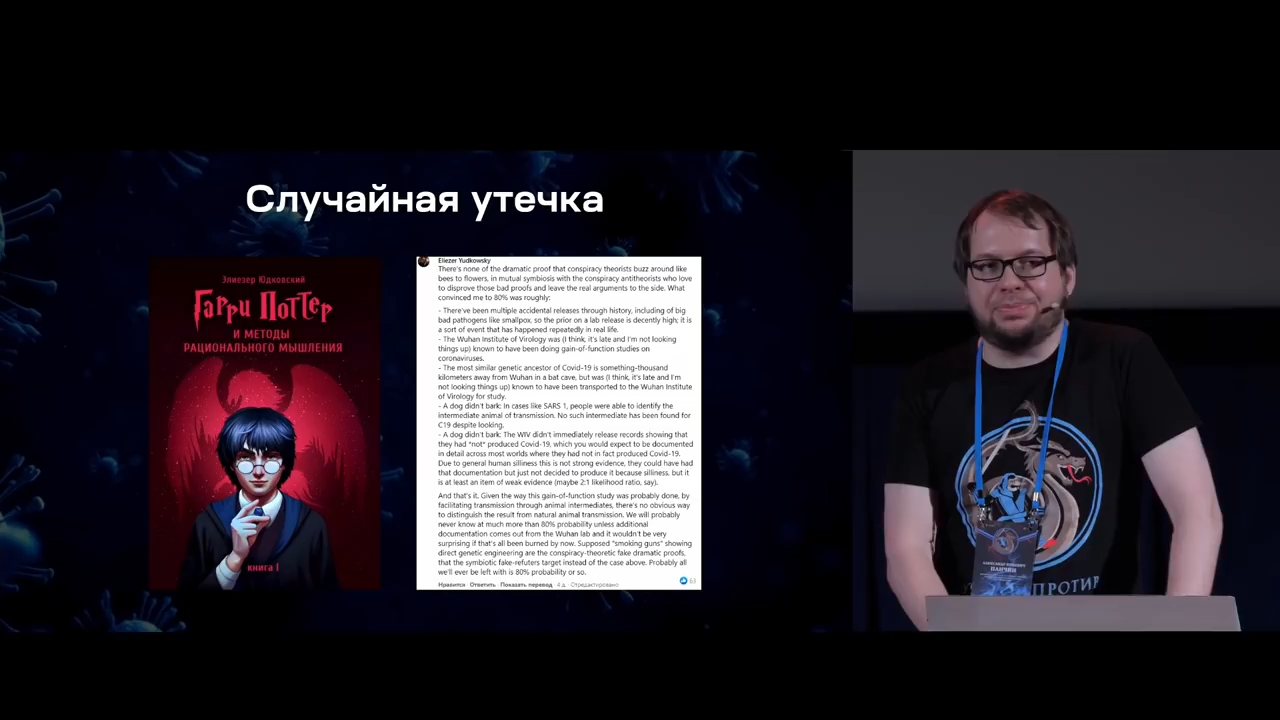 Случайная утечка
Элиезер Юдковский
Гарри Поттер
И МЕТОДЫ
РАЦИОНАЛЬНОГО МЫШЛЕНИЯ
книга I
Eliezer Yudkowsky
There's none of the dramatic proof that conspiracy theorists buzz around like
bees to flowers, in mutual symbiosis with the conspiracy antitheorists who love
to disprove those bad proofs and leave the real arguments to the side. What
convinced me to 80% was roughly:
- There've been multiple accidental releases through history, including of big
bad pathogens like smallpox, so the prior on a lab release is decently high; it is
a sort of event that has happened repeatedly in real life.
- The Wuhan Institute of Virology was (I think, it's late and I'm not looking
things up) known to have been doing gain-of-function studies on
coronaviruses.
- The most similar genetic ancestor of Covid-19 is something-thousand
kilometers away from Wuhan in a bat cave, but was (I think, it's late and I'm
not looking things up) known to have been transported to the Wuhan Institute
of Virology for study.
- A dog didn't bark: In cases like SARS 1, people were able to identify the
intermediate animal of transmission. No such intermediate has been found for
C19 despite looking.
- A dog didn't bark: The WIV didn't immediately release records showing that
they had *not* produced Covid-19, which you would expect to be documented
in detail across most worlds where they had not in fact produced Covid-19.
Due to general human silliness this is not strong evidence, they could have had
that documentation but just not decided to produce it because silliness, but it
is at least an item of weak evidence (maybe 2:1 likelihood ratio, say).
And that's it. Given the way this gain-of-function study was probably done, by
facilitating transmission through animal intermediates, there's no obvious way
to distinguish the result from natural animal transmission. We will probably
never know at much more than 80% probability unless additional
documentation comes out from the Wuhan lab and it wouldn't be very
surprising if that's all been burned by now. Supposed "smoking guns" showing
direct genetic engineering are the conspiracy-theoretic fake dramatic proofs,
that the symbiotic fake-refuters target instead of the case above. Probably all
we'll ever be left with is 80% probability or so.
Нравится · Ответить · Показать перевод · 4 д. · Отредактировано
63
ПАНЧИН
ПРОТИВ